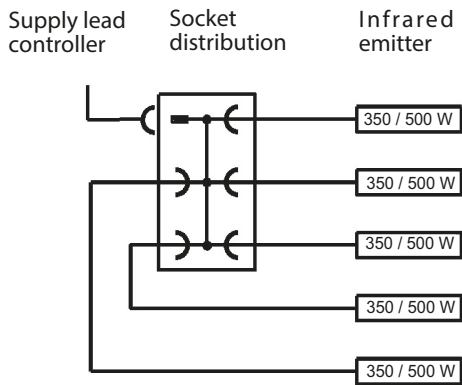 Supply lead
controller
Socket
distribution
Infrared
emitter
350 / 500 W
350 / 500 W
350 / 500 W
350 / 500 W
350 / 500 W